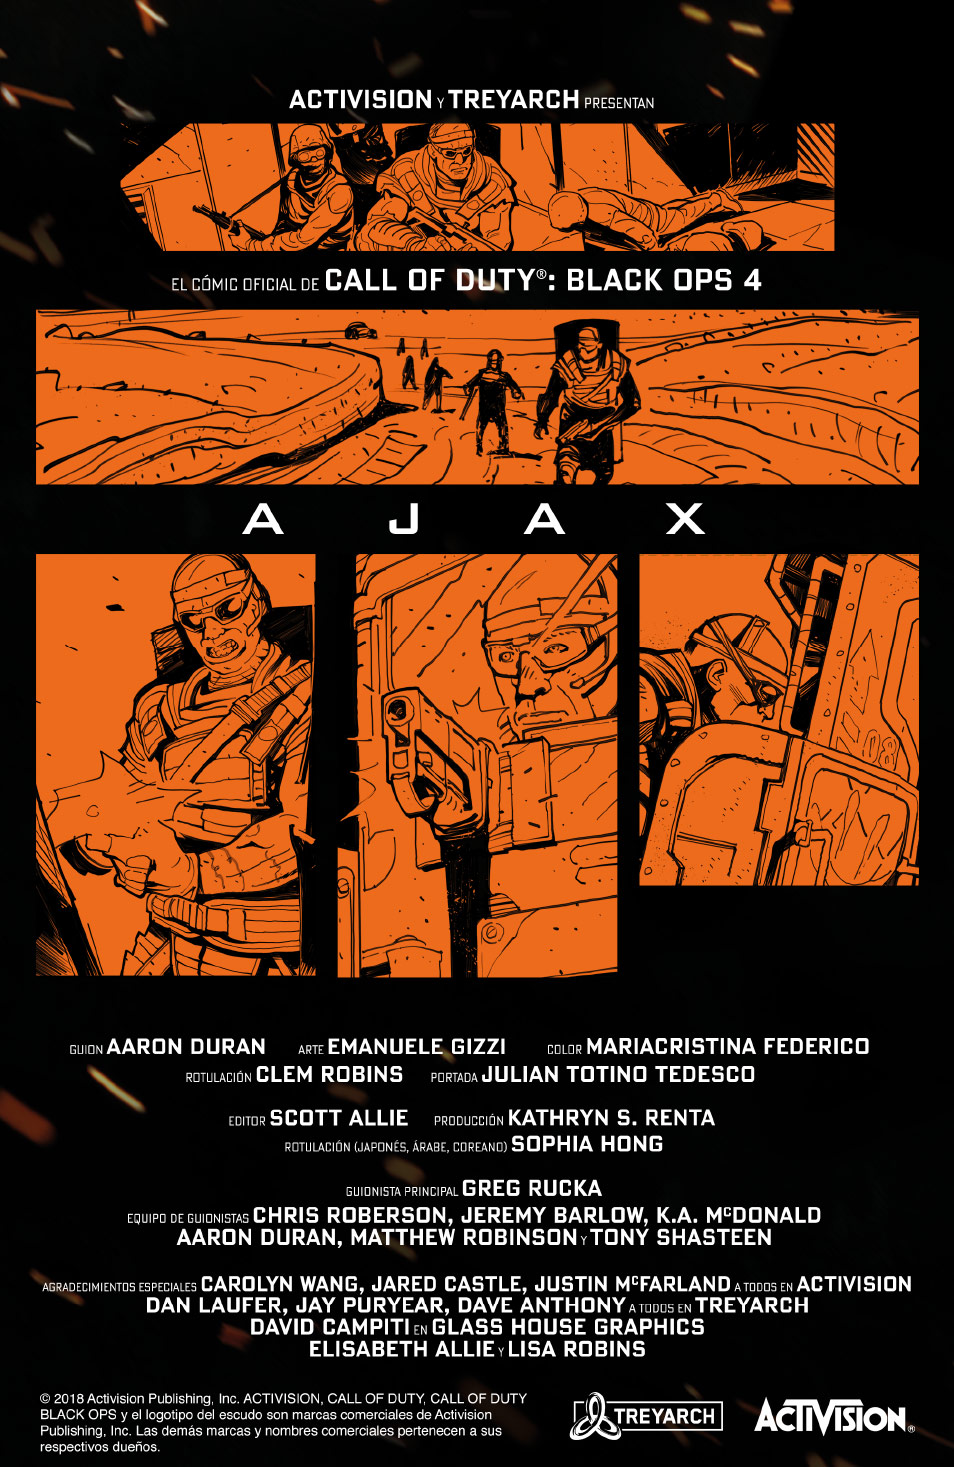 ACTIVISION Y TREYARCH PRESENTAN
EL CÓMIC OFICIAL DE CALL OF DUTY®: BLACK OPS 4
AJAX
08
GUION AARON DURAN ARTE EMANUELE GIZZI COLOR MARIACRISTINA FEDERICO
ROTULACIÓN CLEM ROBINS PORTADA JULIAN TOTINO TEDESCO
EDITOR SCOTT ALLIE PRODUCCIÓN KATHRYN S. RENTA
ROTULACIÓN (JAPONÉS, ÁRABE, COREANO) SOPHIA HONG
GUIONISTA PRINCIPAL GREG RUCKA
EQUIPO DE GUIONISTAS CHRIS ROBERSON, JEREMY BARLOW, K.A. McDONALD
AARON DURAN, MATTHEW ROBINSON Y TONY SHASTEEN
AGRADECIMIENTOS ESPECIALES CAROLYN WANG, JARED CASTLE, JUSTIN McFARLAND A TODOS EN ACTIVISION
DAN LAUFER, JAY PURYEAR, DAVE ANTHONY A TODOS EN TREYARCH
DAVID CAMPITI EN GLASS HOUSE GRAPHICS
ELISABETH ALLIE Y LISA ROBINS
© 2018 Activision Publishing, Inc. ACTIVISION, CALL OF DUTY, CALL OF DUTY
BLACK OPS y el logotipo del escudo son marcas comerciales de Activision
Publishing, Inc. Las demás marcas y nombres comerciales pertenecen a sus
respectivos dueños.
TREYARCH
ACTIVISION®